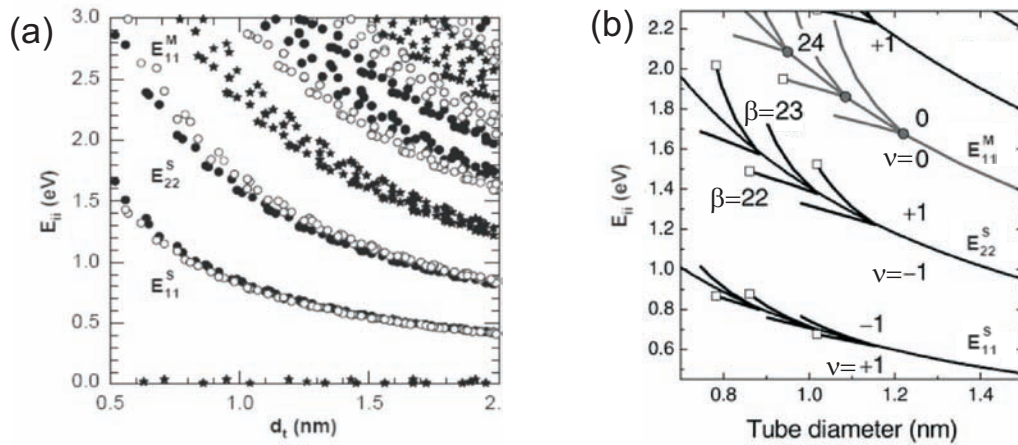 (a)
3.0
2.5
2.0
1.5
1.0
0.5
0.0
E_ii (eV)
E_11^M
E_22^S
E_11^S
0.5
1.0
1.5
2.
d_t (nm)
(b)
2.2
2.0
1.8
1.6
1.4
1.2
1.0
0.8
0.6
E_ii (eV)
24
+1
β=23
0
ν=0
E_11^M
β=22
+1
E_22^S
ν=−1
−1
E_11^S
ν=+1
0.8
1.0
1.2
1.4
Tube diameter (nm)